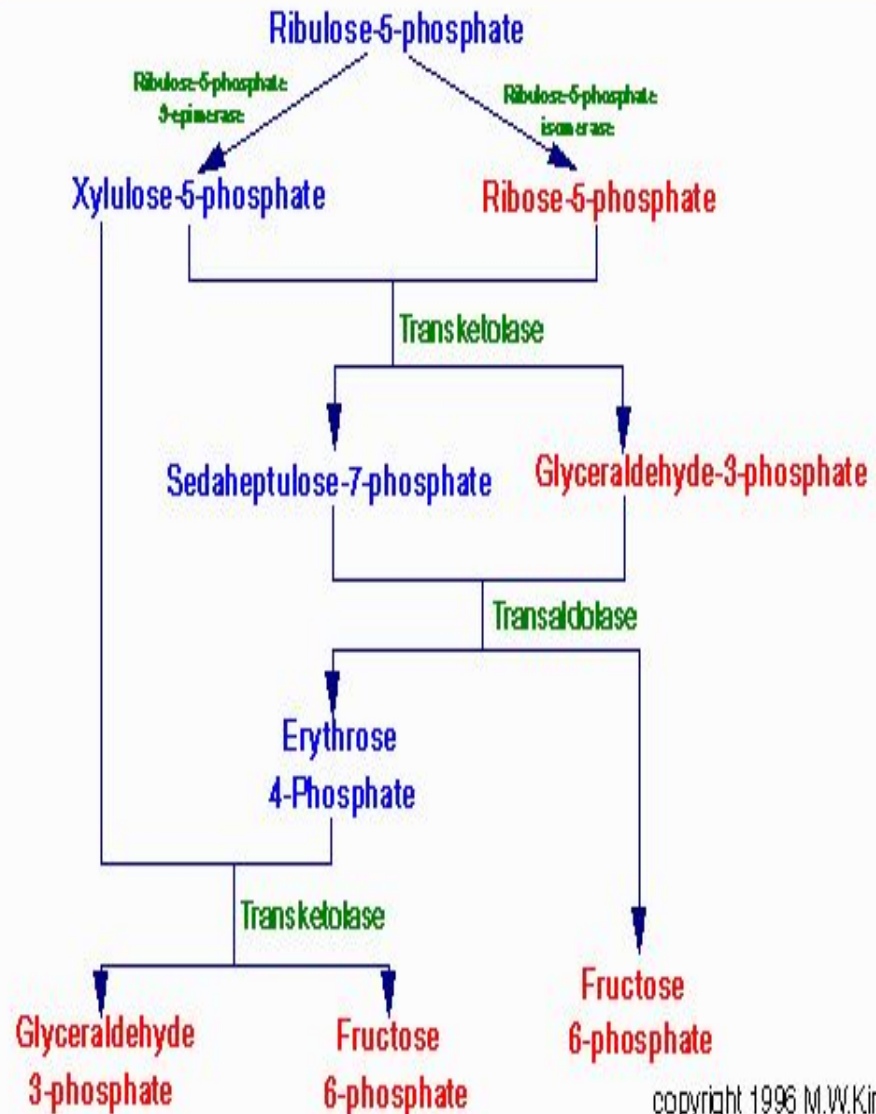 Ribulose-5-phosphate
Ribulose-5-phosphate
3-epimerase
Ribulose-5-phosphate
isomerase
Xylulose-5-phosphate
Ribose-5-phosphate
Transketolase
Sedaheptulose-7-phosphate
Glyceraldehyde-3-phosphate
Transaldolase
Erythrose
4-Phosphate
Transketolase
Glyceraldehyde
3-phosphate
Fructose
6-phosphate
Fructose
6-phosphate
copyright 1996 M.W.Kin